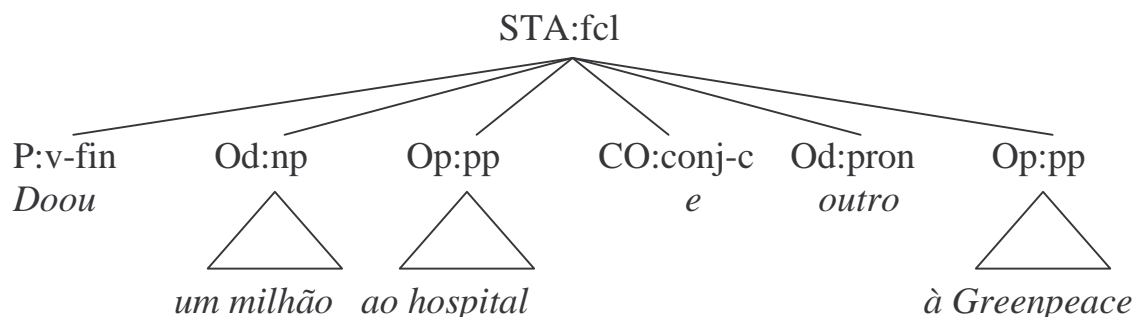 STA:fcl
P:v-fin Od:np Op:pp CO:conj-c Od:pron Op:pp
Doou e outro
um milhão ao hospital à Greenpeace